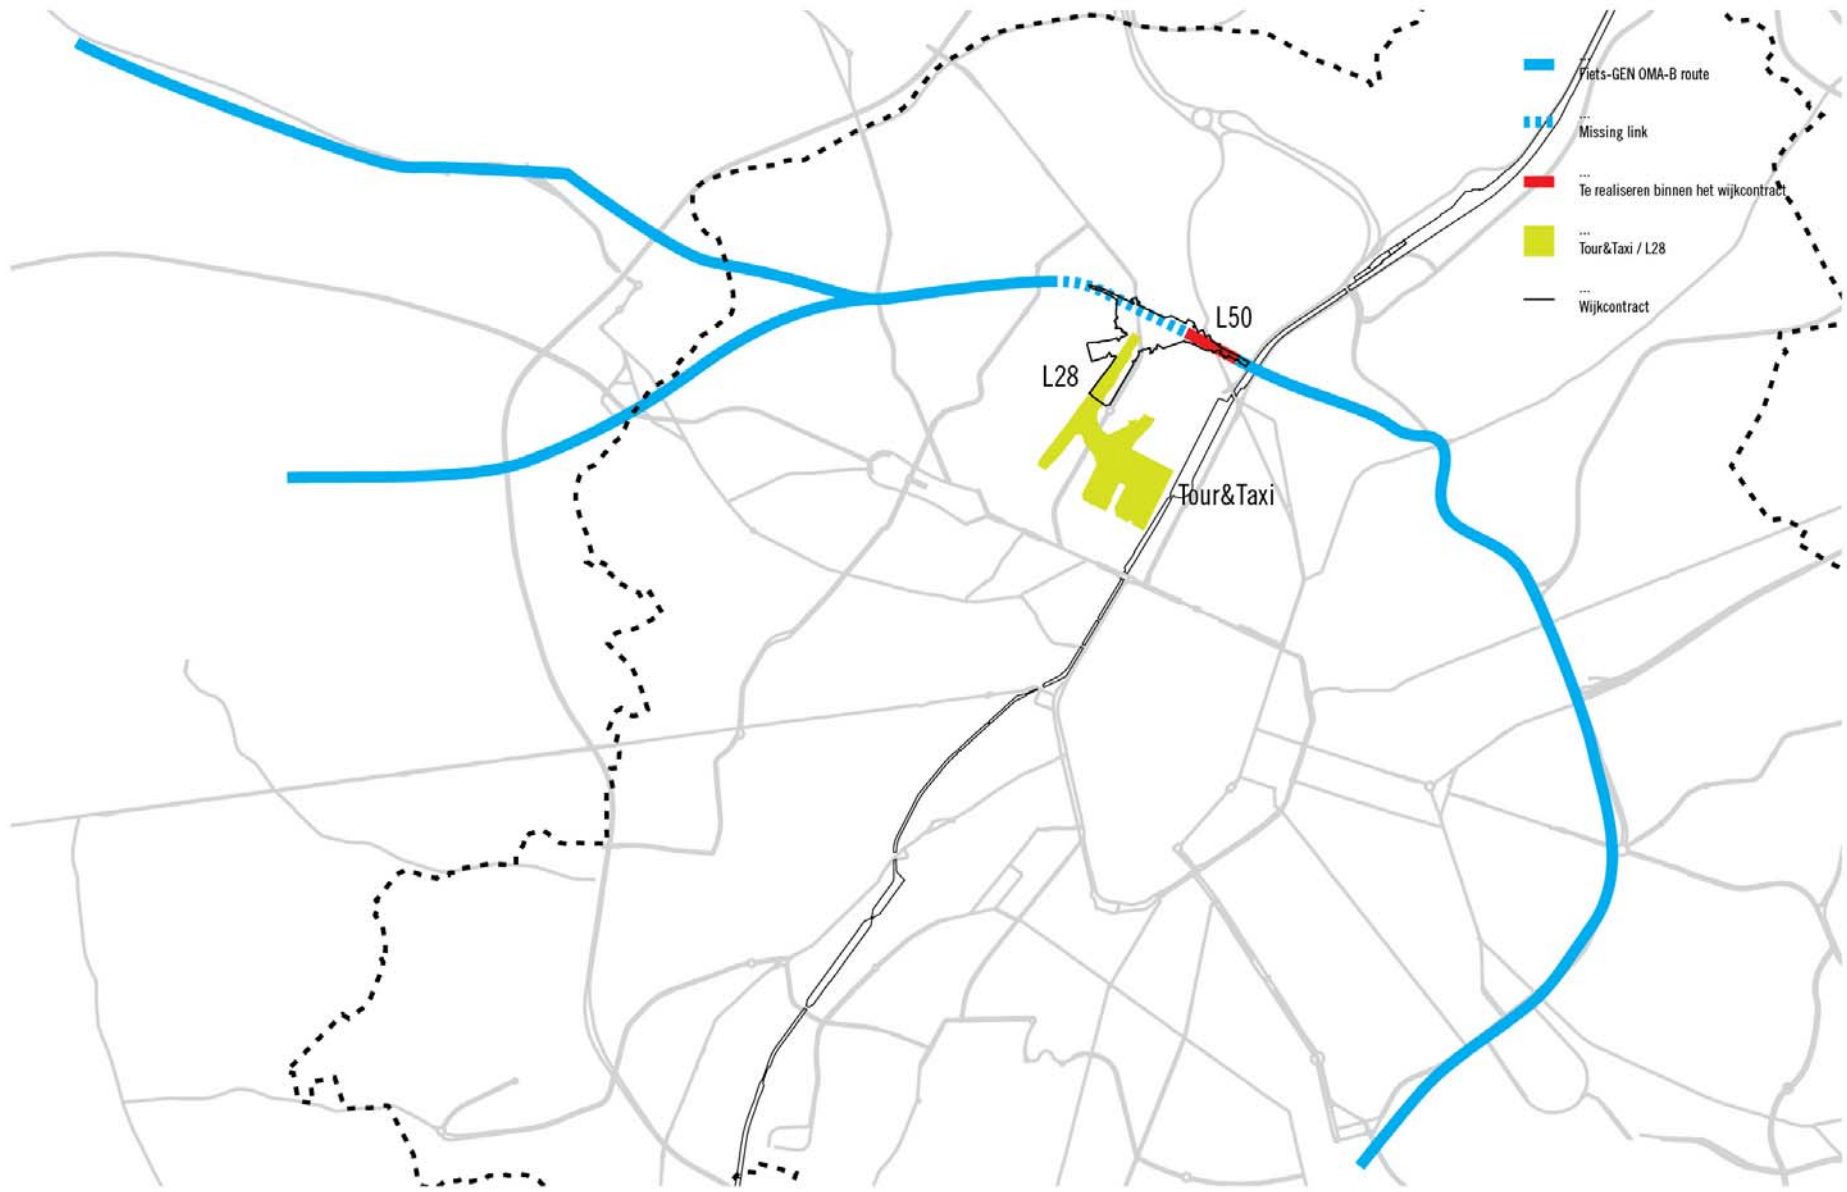 Fiets-GEN OMA-B route
...
Missing link
...
Te realiseren binnen het wijkcontract
...
Tour&Taxi / L28
...
Wijkcontract
L50
L28
Tour&Taxi